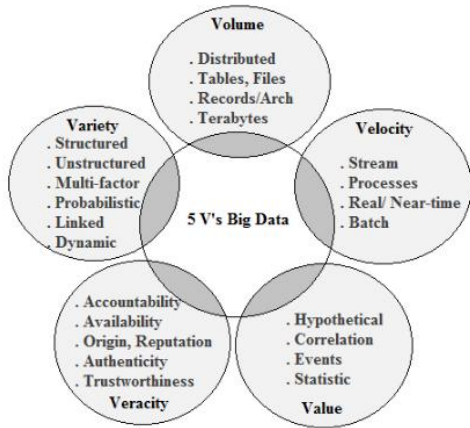 Volume
. Distributed
. Tables, Files
. Records/Arch
. Terabytes
Variety
. Structured
. Unstructured
. Multi-factor
. Probabilistic
. Linked
. Dynamic
5 V's Big Data
Velocity
. Stream
. Processes
. Real/ Near-time
. Batch
. Accountability
. Availability
. Origin, Reputation
. Authenticity
. Trustworthiness
Veracity
. Hypothetical
. Correlation
. Events
. Statistic
Value